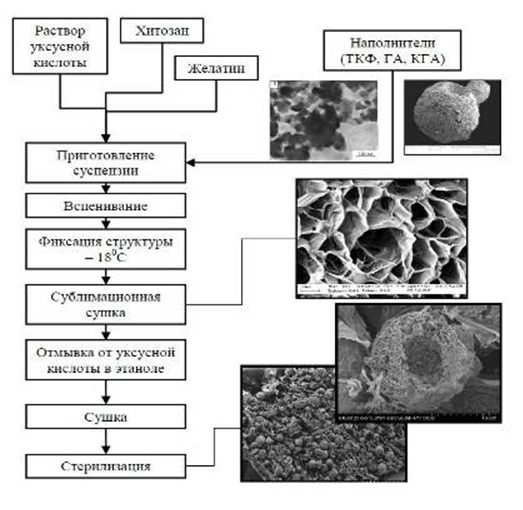 Раствор
уксусной
кислоты
Хитозан
Желатин
Наполнители
(ТКФ, ГА, КГА)
Приготовление
суспензии
Вспенивание
Фиксация структуры
– 18⁰С
Сублимационная
сушка
Отмывка от уксусной
кислоты в этаноле
Сушка
Стерилизация